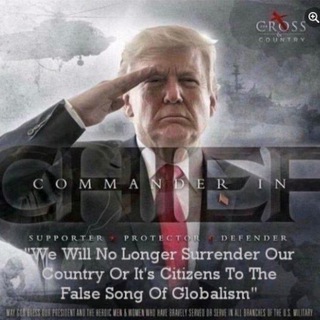 CROSS
COUNTRY
CHIEF
COMMANDER IN
SUPPORTER • PROTECTOR • DEFENDER
"We Will No Longer Surrender Our
Country Or It's Citizens To The
False Song Of Globalism"
MAY GOD BLESS OUR PRESIDENT AND THE HEROIC MEN & WOMEN WHO HAVE BRAVELY SERVED OR SERVE IN ALL BRANCHES OF THE U.S. MILITARY